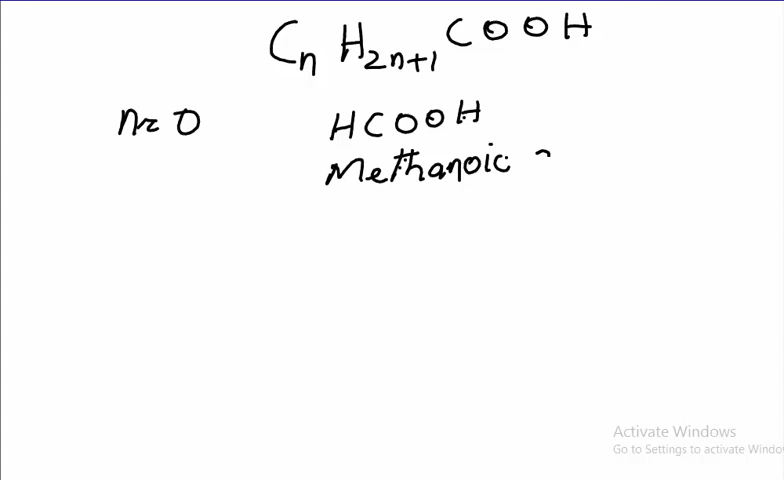 CnH2n+1COOH
n= 0 HCOOH
Methanoic
Activate Windows
Go to Settings to activate Windo